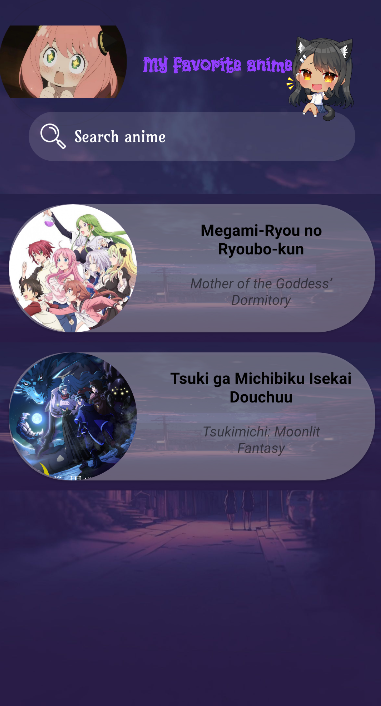 My Favorite anime
Search anime
Megami-Ryou no
Ryoubo-kun
Mother of the Goddess'
Dormitory
Tsuki ga Michibiku Isekai
Douchuu
Tsukimichi: Moonlit
Fantasy